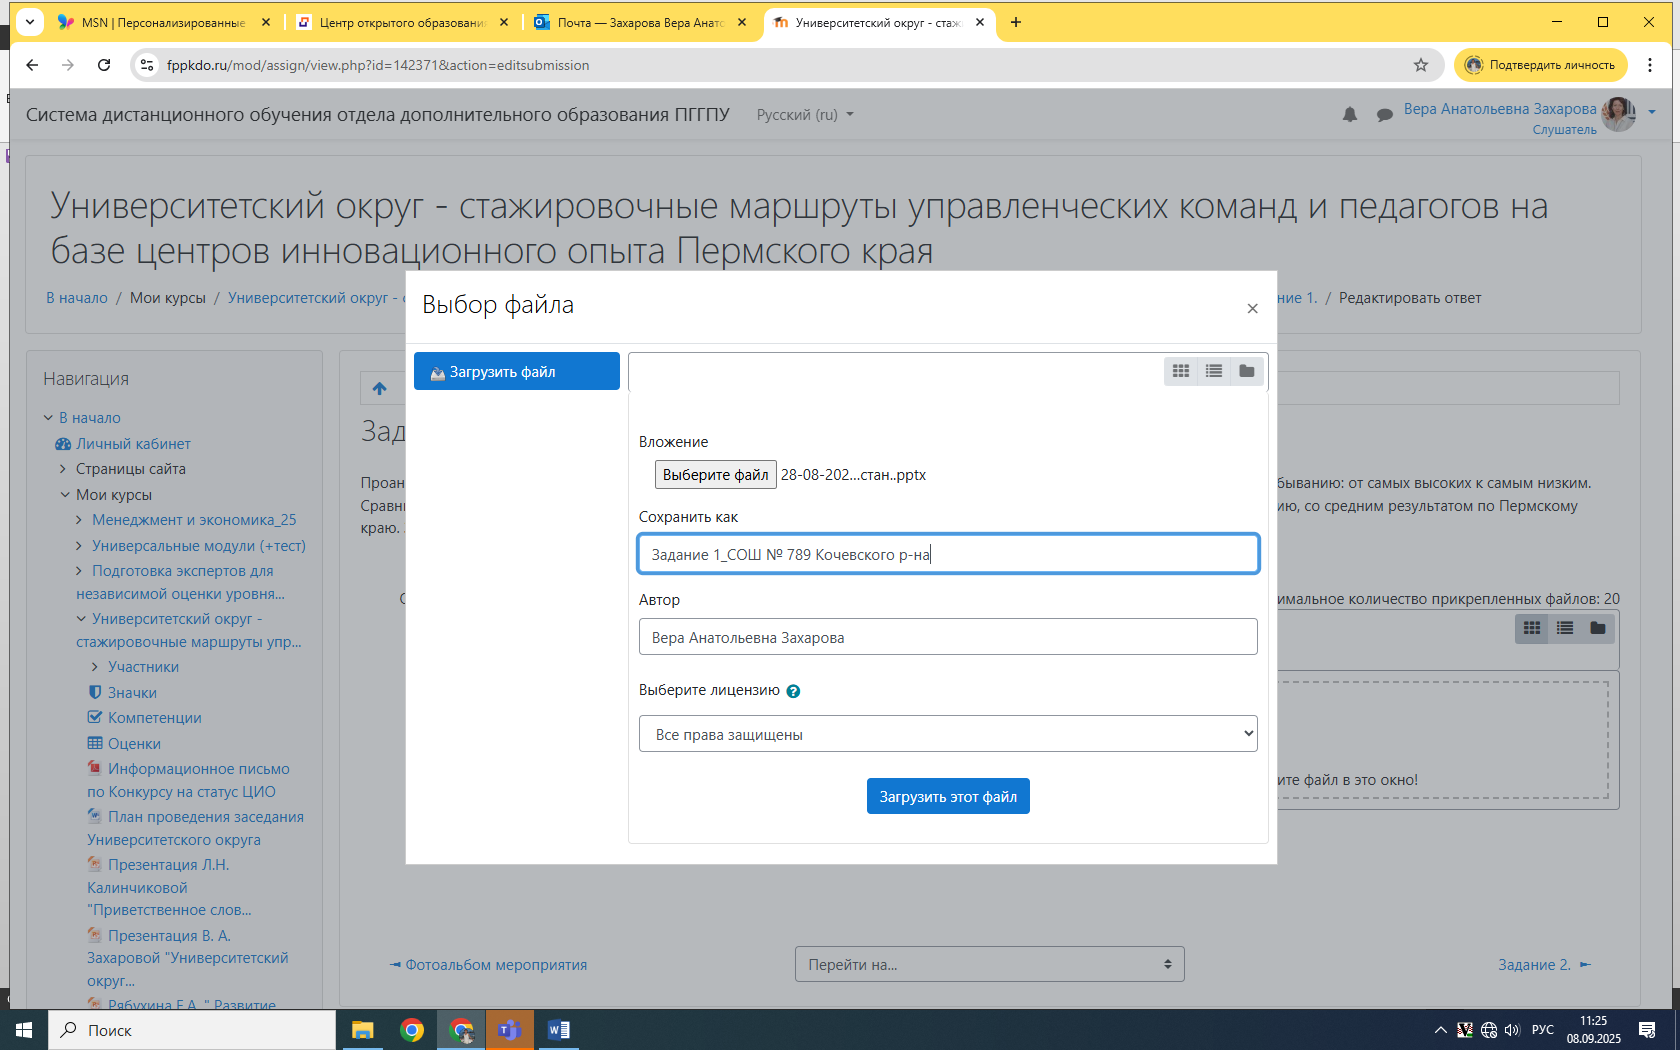 MSN | Персонализированные
Центр открытого образования
Почта — Захарова Вера Анато
Университетский округ - стаж
fppkdo.ru/mod/assign/view.php?id=142371&action=editsubmission
Подтвердить личность
Система дистанционного обучения отдела дополнительного образования ПГГПУ
Русский (ru)
Вера Анатольевна Захарова
Слушатель
Университетский округ - стажировочные маршруты управленческих команд и педагогов на
базе центров инновационного опыта Пермского края
В начало / Мои курсы / Университетский округ - с
ние 1. / Редактировать ответ
Выбор файла
Загрузить файл
Вложение
Выберите файл 28-08-202...стан..pptx
Сохранить как
Задание 1_СОШ № 789 Кочевского р-на
Автор
Вера Анатольевна Захарова
Выберите лицензию
Все права защищены
Загрузить этот файл
Навигация
В начало
Личный кабинет
Страницы сайта
Мои курсы
Менеджмент и экономика_25
Универсальные модули (+тест)
Подготовка экспертов для
независимой оценки уровня...
Университетский округ -
стажировочные маршруты упр...
Участники
Значки
Компетенции
Оценки
Информационное письмо
по Конкурсу на статус ЦИО
План проведения заседания
Университетского округа
Презентация Л.Н.
Калинчиковой
"Приветственное слов...
Презентация В. А.
Захаровой "Университетский
округ...
Рябухина Е.А. " Развитие
Зад
Проан
быванию: от самых высоких к самым низким.
Сравн
ию, со средним результатом по Пермскому
краю.
имальное количество прикрепленных файлов: 20
ите файл в это окно!
Фотоальбом мероприятия
Перейти на...
Задание 2.
Поиск
РУС
11:25
08.09.2025